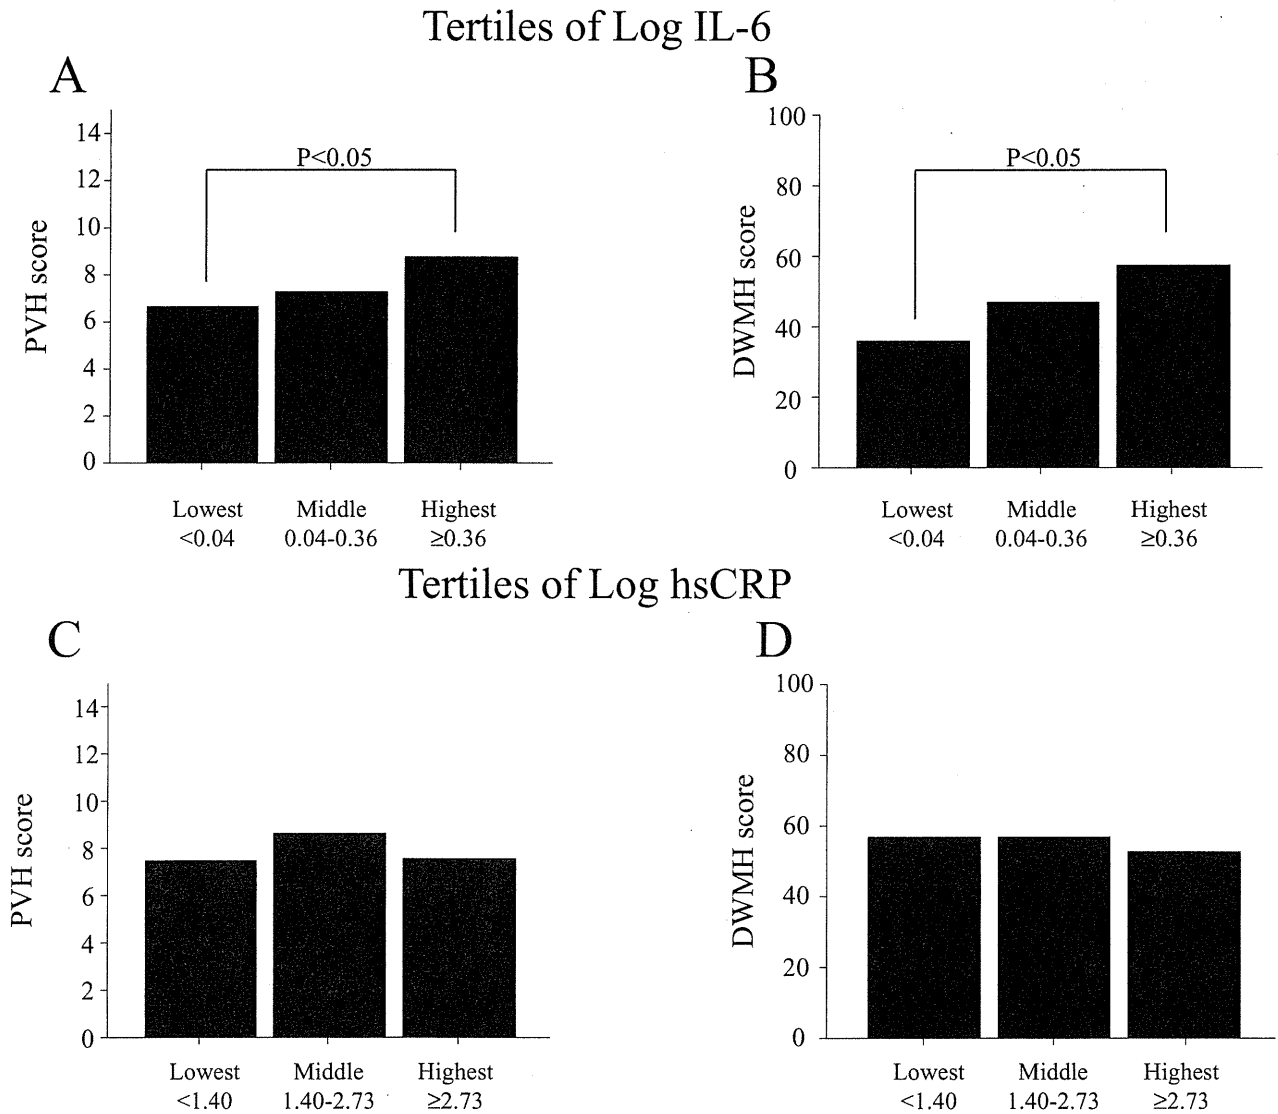 Tertiles of Log IL-6
A
B
PVH score
14
12
10
8
6
4
2
0
P<0.05
Lowest
Middle
Highest
<0.04
0.04-0.36
≥0.36
DWMH score
100
80
60
40
20
0
P<0.05
Lowest
Middle
Highest
<0.04
0.04-0.36
≥0.36
Tertiles of Log hsCRP
C
D
PVH score
14
12
10
8
6
4
2
0
Lowest
Middle
Highest
<1.40
1.40-2.73
≥2.73
DWMH score
100
80
60
40
20
0
Lowest
Middle
Highest
<1.40
1.40-2.73
≥2.73